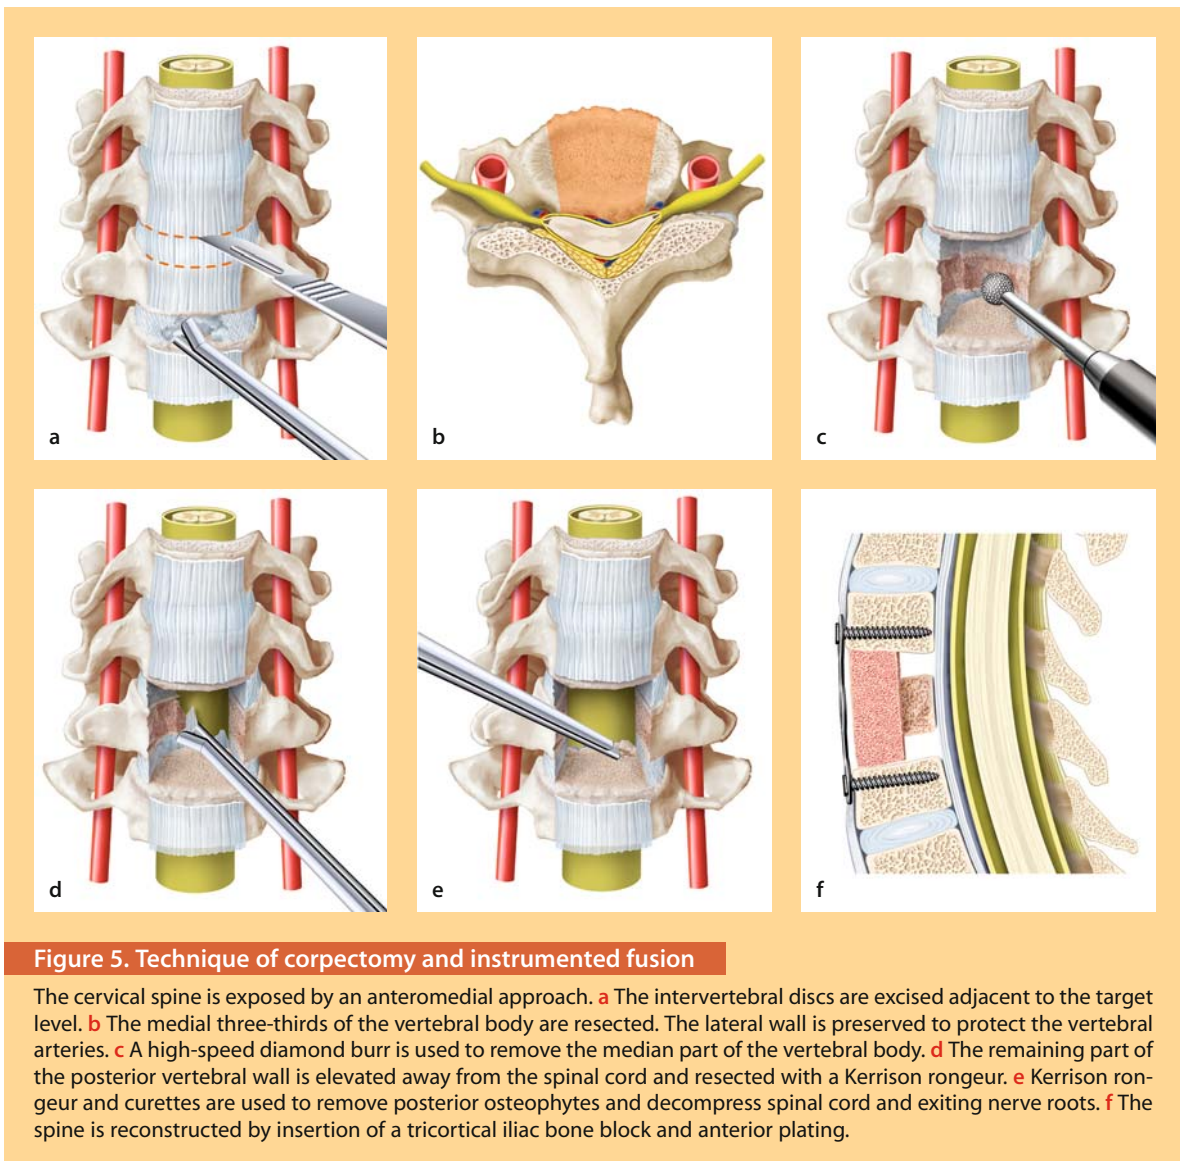 a
b
c
d
e
f
Figure 5. Technique of corpectomy and instrumented fusion
The cervical spine is exposed by an anteromedial approach. a The intervertebral discs are excised adjacent to the target
level. b The medial three-thirds of the vertebral body are resected. The lateral wall is preserved to protect the vertebral
arteries. c A high-speed diamond burr is used to remove the median part of the vertebral body. d The remaining part of
the posterior vertebral wall is elevated away from the spinal cord and resected with a Kerrison rongeur. e Kerrison ron-
geur and curettes are used to remove posterior osteophytes and decompress spinal cord and exiting nerve roots. f The
spine is reconstructed by insertion of a tricortical iliac bone block and anterior plating.